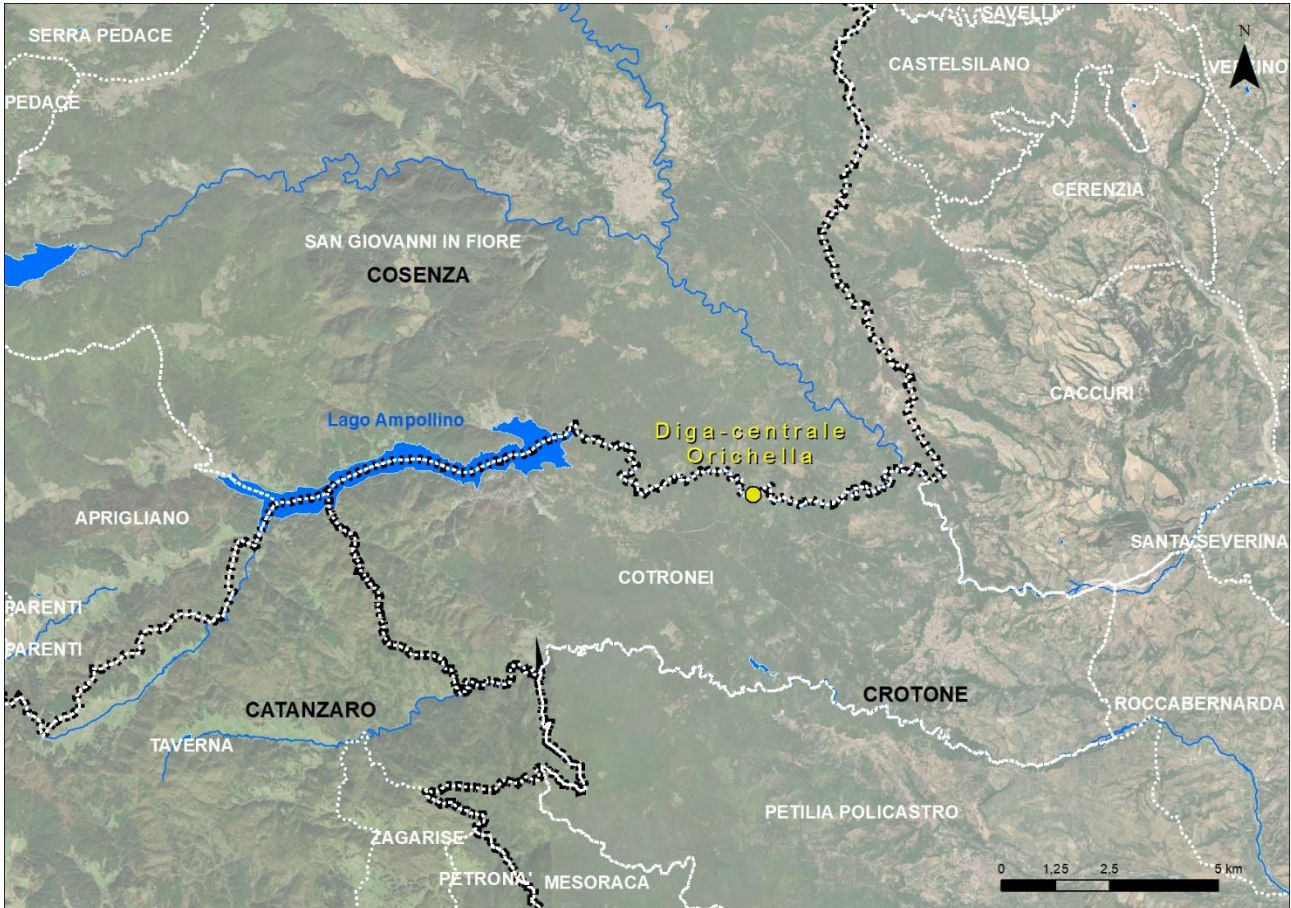 SAVELLI
SERRA PEDACE
N
CASTELSILANO
VERZINO
PEDACE
CERENZIA
SAN GIOVANNI IN FIORE
COSENZA
CACCURI
Lago Ampollino
Diga-centrale
Orichella
APRIGLIANO
SANTA SEVERINA
COTRONEI
PARENTI
PARENTI
CROTONE
ROCCABERNARDA
CATANZARO
TAVERNA
PETILIA POLICASTRO
ZAGARISE
PETRONA'
MESORACA
0 1,25 2,5 5 km